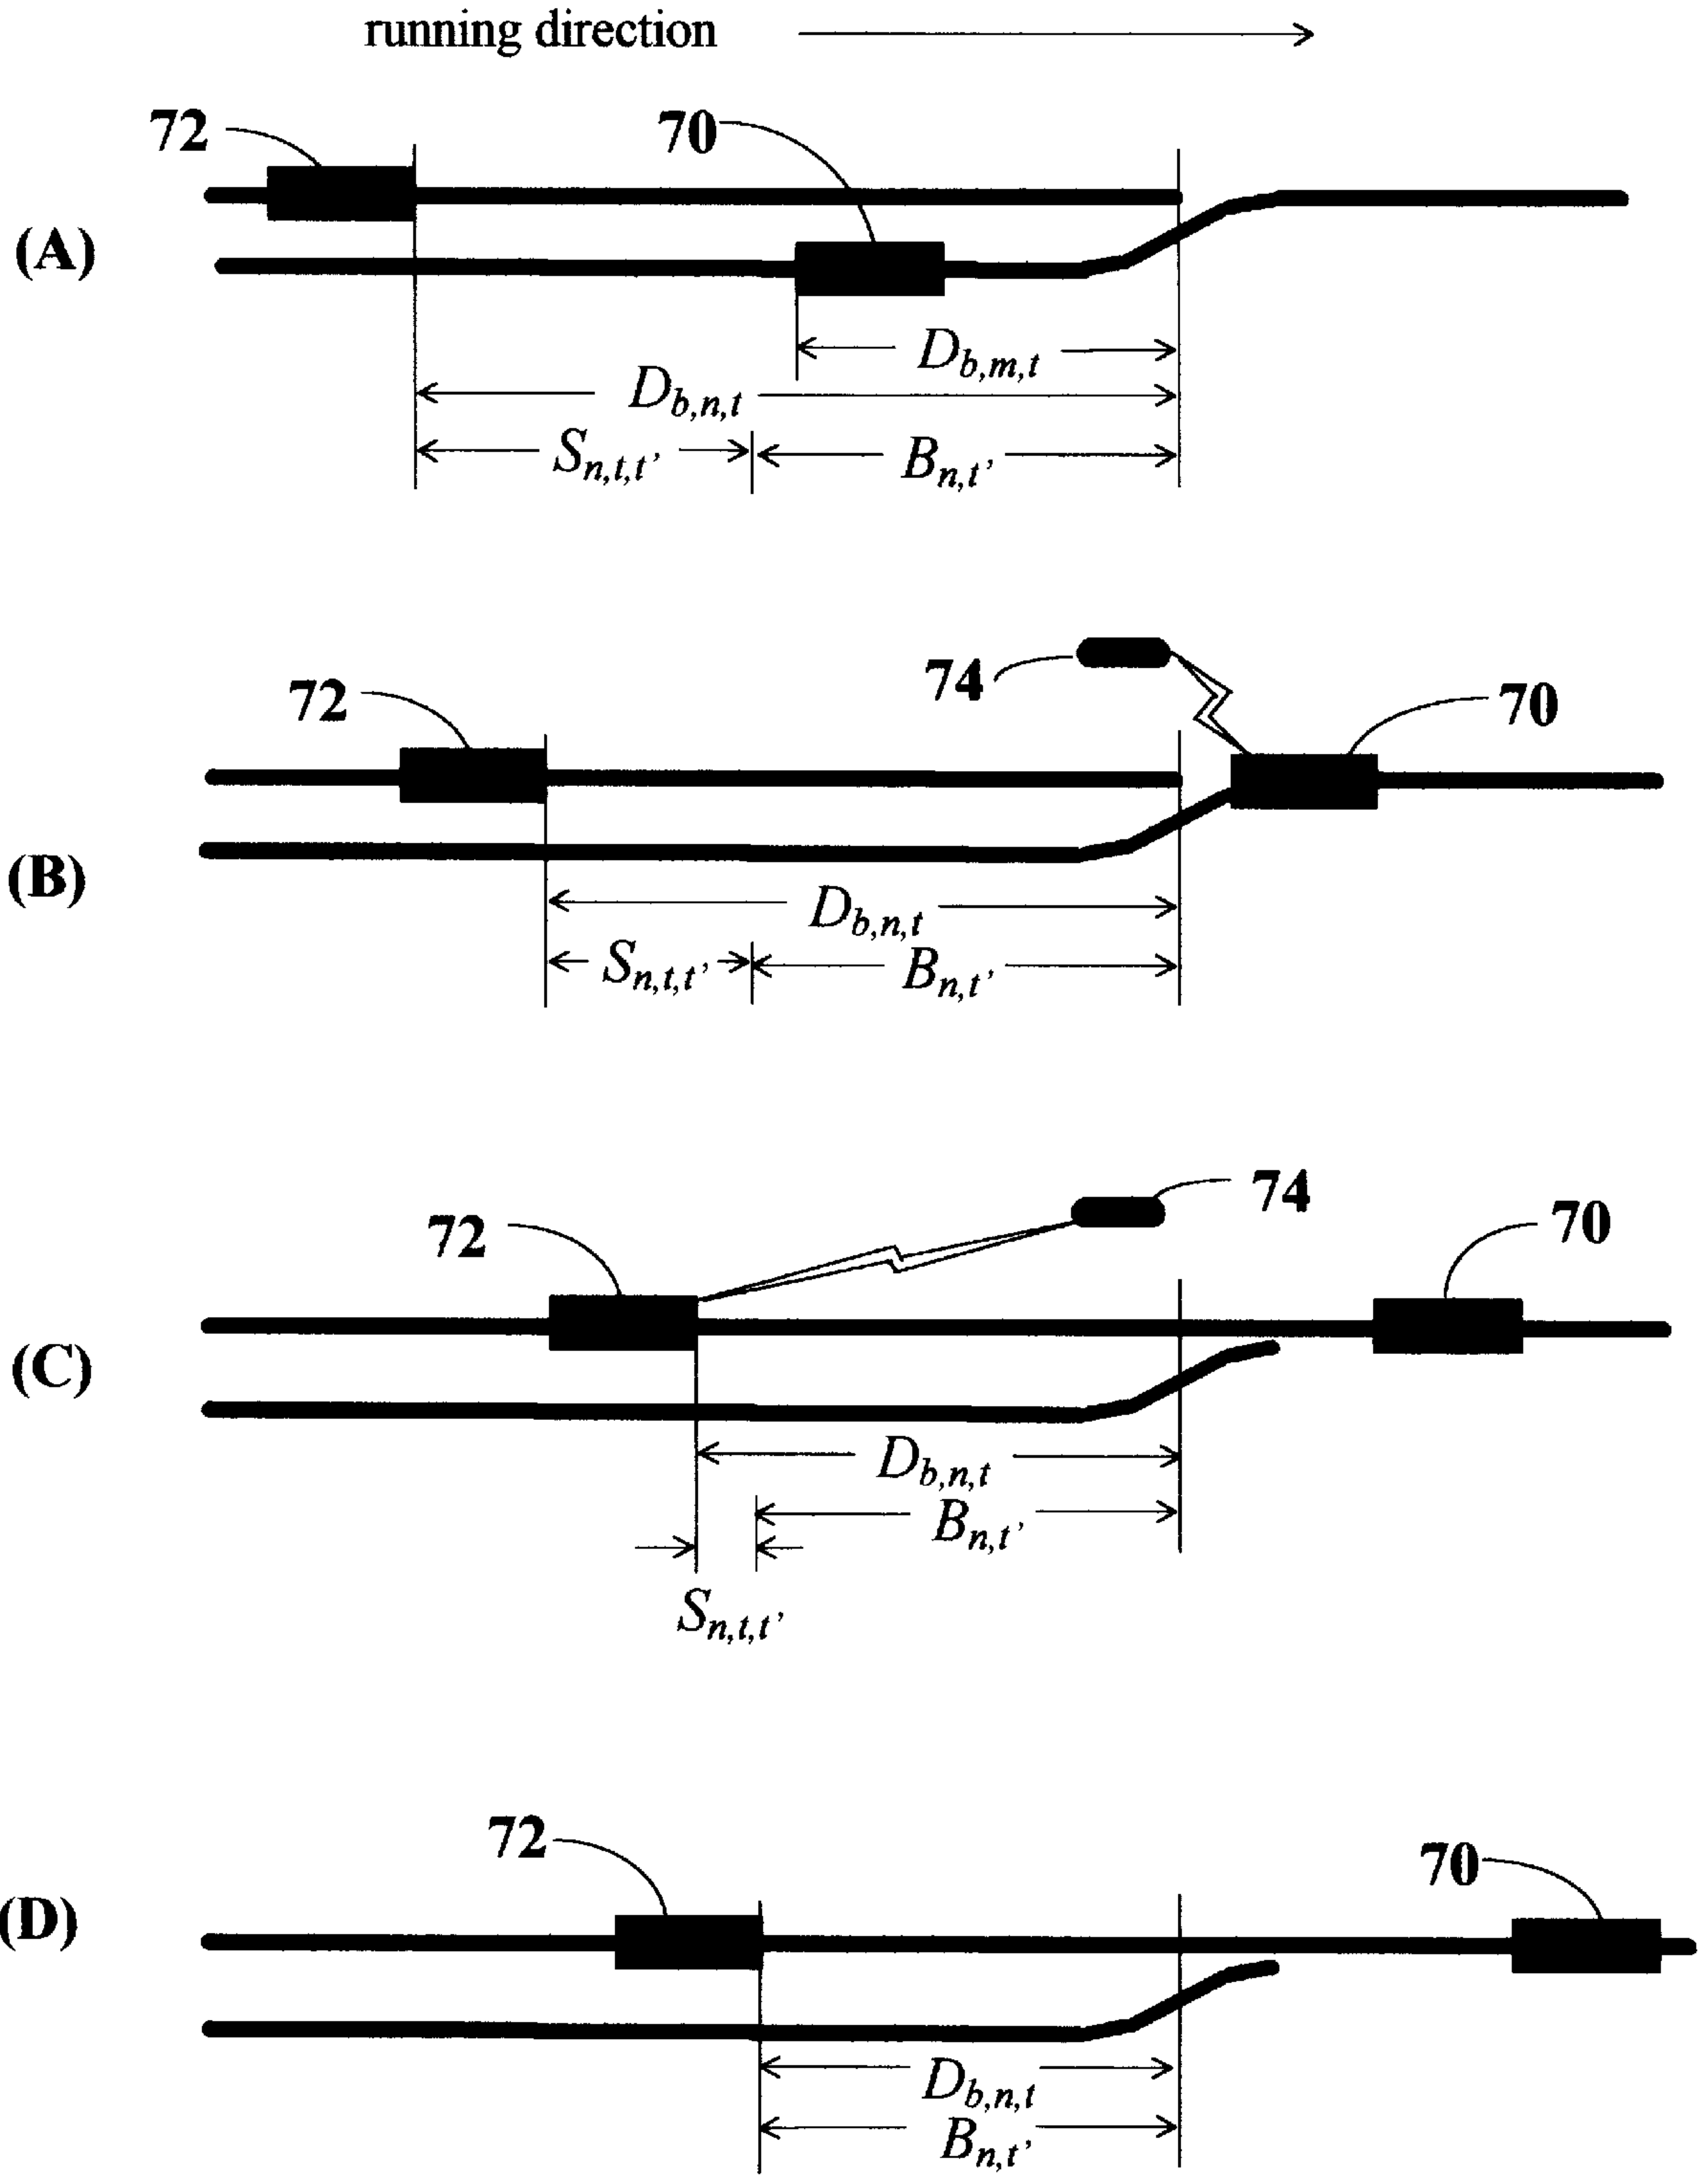 running direction
72 70
(A)
D_{b,m,t}
D_{b,n,t}
S_{n,t,t'} B_{n,t'}
74
72 70
(B)
D_{b,n,t}
S_{n,t,t'} B_{n,t'}
74
72 70
(C)
D_{b,n,t}
B_{n,t'}
S_{n,t,t'}
72 70
(D)
D_{b,n,t}
B_{n,t'}